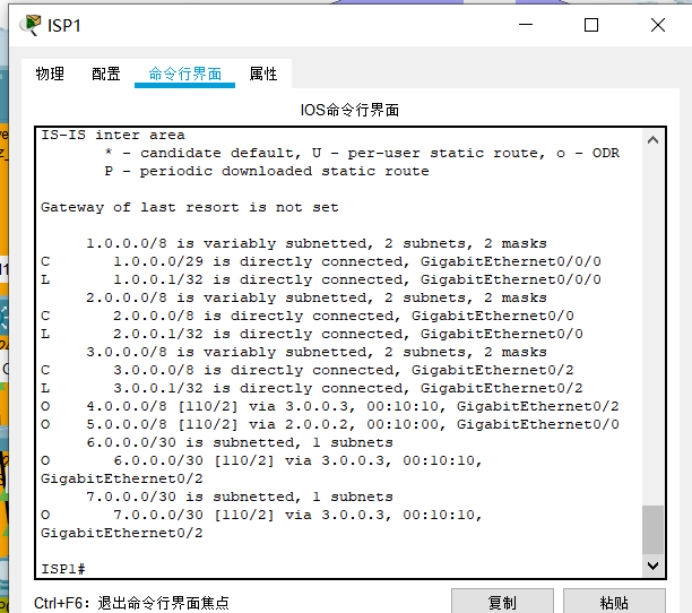 ISP1
物理 配置 命令行界面 属性
IOS命令行界面
IS-IS inter area
* - candidate default, U - per-user static route, o - ODR
P - periodic downloaded static route
Gateway of last resort is not set
1.0.0.0/8 is variably subnetted, 2 subnets, 2 masks
C 1.0.0.0/29 is directly connected, GigabitEthernet0/0/0
L 1.0.0.1/32 is directly connected, GigabitEthernet0/0/0
2.0.0.0/8 is variably subnetted, 2 subnets, 2 masks
C 2.0.0.0/8 is directly connected, GigabitEthernet0/0
L 2.0.0.1/32 is directly connected, GigabitEthernet0/0
3.0.0.0/8 is variably subnetted, 2 subnets, 2 masks
C 3.0.0.0/8 is directly connected, GigabitEthernet0/2
L 3.0.0.1/32 is directly connected, GigabitEthernet0/2
O 4.0.0.0/8 [110/2] via 3.0.0.3, 00:10:10, GigabitEthernet0/2
O 5.0.0.0/8 [110/2] via 2.0.0.2, 00:10:00, GigabitEthernet0/0
6.0.0.0/30 is subnetted, 1 subnets
O 6.0.0.0/30 [110/2] via 3.0.0.3, 00:10:10,
GigabitEthernet0/2
7.0.0.0/30 is subnetted, 1 subnets
O 7.0.0.0/30 [110/2] via 3.0.0.3, 00:10:10,
GigabitEthernet0/2
ISP1#
Ctrl+F6：退出命令行界面焦点 复制 粘贴